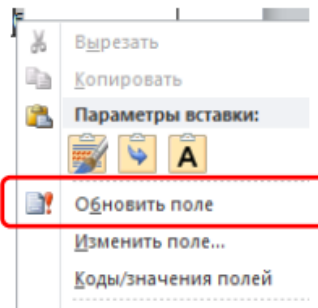 Вырезать
Копировать
Параметры вставки:
A
Обновить поле
Изменить поле...
Коды/значения полей